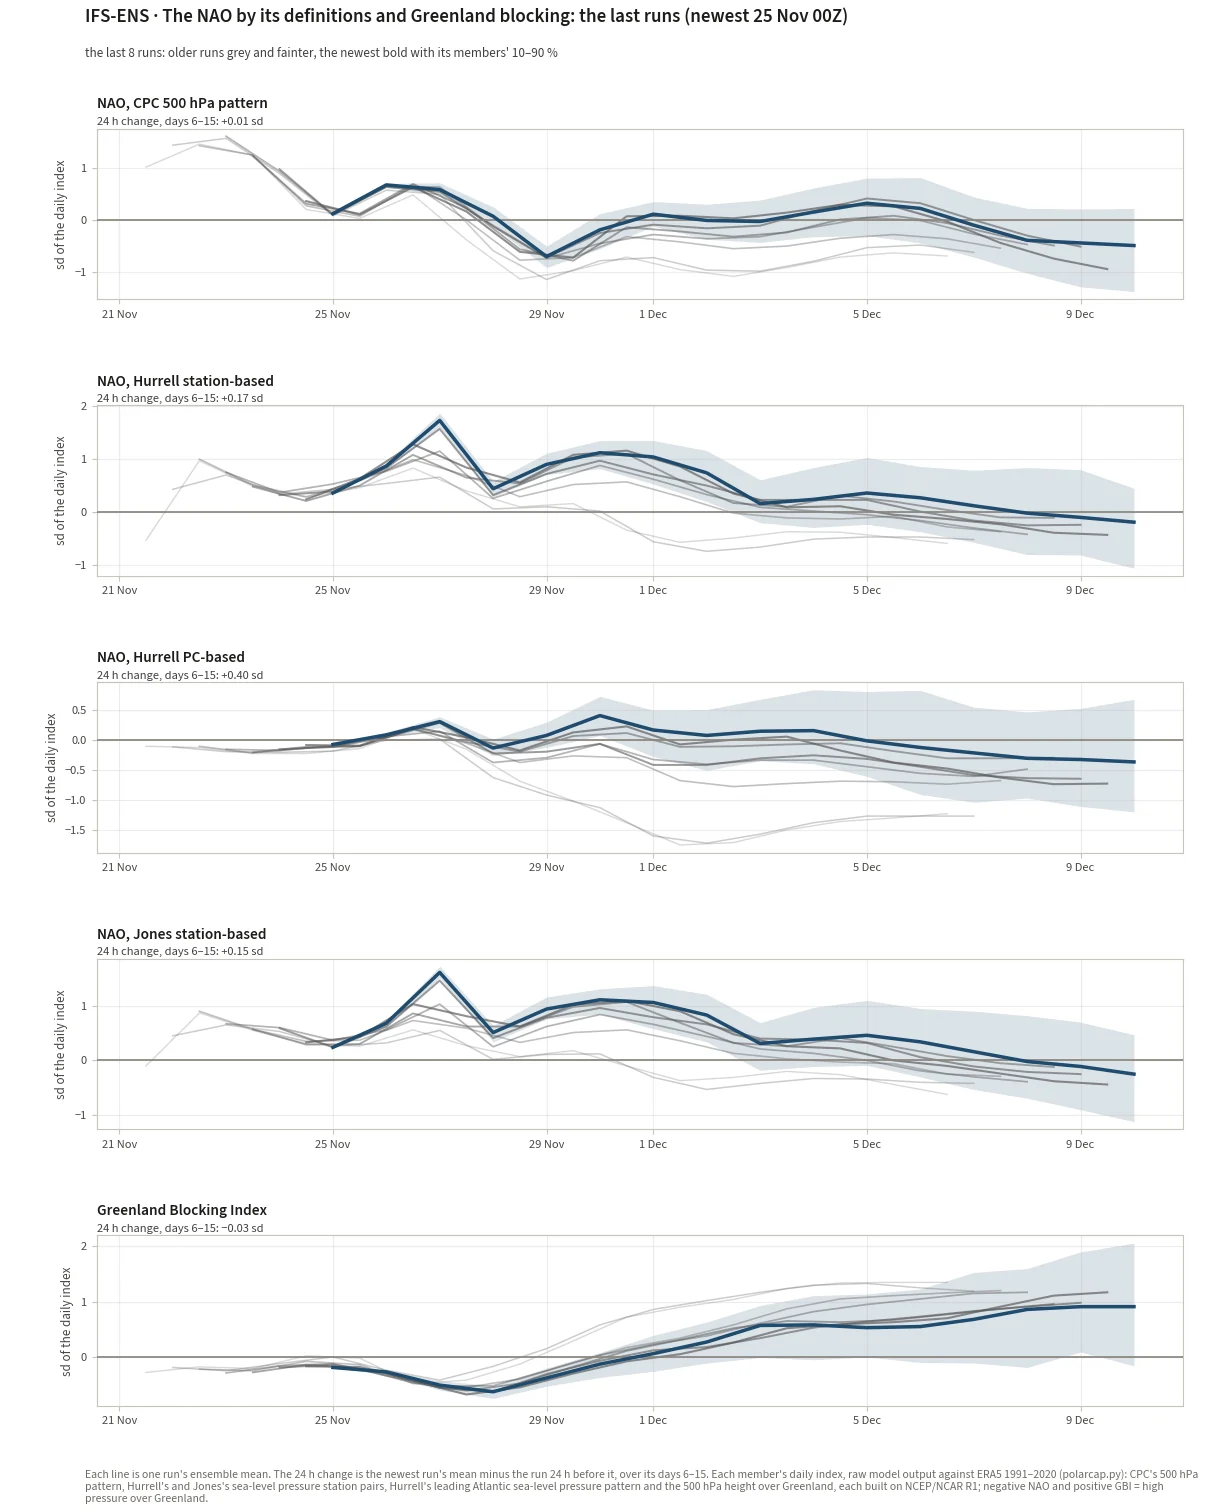 IFS-ENS · The NAO by its definitions and Greenland blocking: the last runs (newest 25 Nov 00Z)
the last 8 runs: older runs grey and fainter, the newest bold with its members' 10–90 %
NAO, CPC 500 hPa pattern
24 h change, days 6–15: +0.01 sd
sd of the daily index
1
0
−1
21 Nov
25 Nov
29 Nov
1 Dec
5 Dec
9 Dec
NAO, Hurrell station-based
24 h change, days 6–15: +0.17 sd
sd of the daily index
2
1
0
−1
21 Nov
25 Nov
29 Nov
1 Dec
5 Dec
9 Dec
NAO, Hurrell PC-based
24 h change, days 6–15: +0.40 sd
sd of the daily index
0.5
0.0
−0.5
−1.0
−1.5
21 Nov
25 Nov
29 Nov
1 Dec
5 Dec
9 Dec
NAO, Jones station-based
24 h change, days 6–15: +0.15 sd
sd of the daily index
1
0
−1
21 Nov
25 Nov
29 Nov
1 Dec
5 Dec
9 Dec
Greenland Blocking Index
24 h change, days 6–15: −0.03 sd
sd of the daily index
2
1
0
21 Nov
25 Nov
29 Nov
1 Dec
5 Dec
9 Dec
Each line is one run's ensemble mean. The 24 h change is the newest run's mean minus the run 24 h before it, over its days 6–15. Each member's daily index, raw model output against ERA5 1991–2020 (polarcap.py): CPC's 500 hPa
pattern, Hurrell's and Jones's sea-level pressure station pairs, Hurrell's leading Atlantic sea-level pressure pattern and the 500 hPa height over Greenland, each built on NCEP/NCAR R1; negative NAO and positive GBI = high
pressure over Greenland.